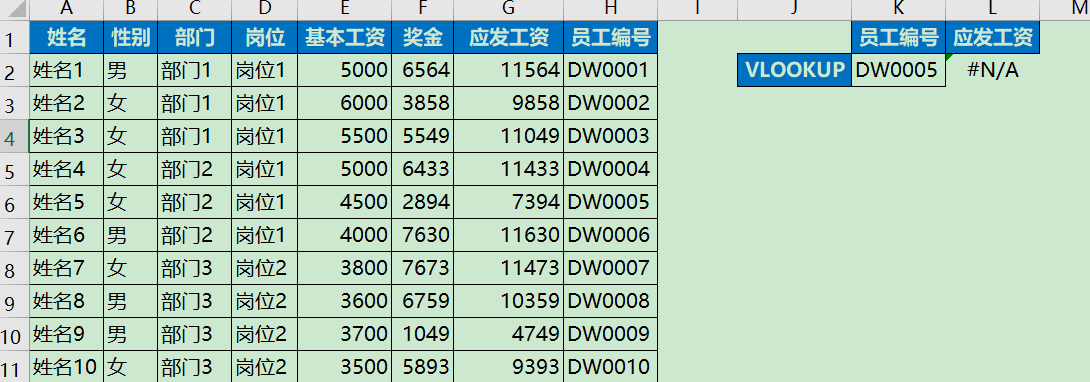 A B C D E F G H I J K L M
1 姓名 性别 部门 岗位 基本工资 奖金 应发工资 员工编号 员工编号 应发工资
2 姓名1 男 部门1 岗位1 5000 6564 11564 DW0001 VLOOKUP DW0005 #N/A
3 姓名2 女 部门1 岗位1 6000 3858 9858 DW0002
4 姓名3 女 部门1 岗位1 5500 5549 11049 DW0003
5 姓名4 女 部门2 岗位1 5000 6433 11433 DW0004
6 姓名5 女 部门2 岗位1 4500 2894 7394 DW0005
7 姓名6 男 部门2 岗位1 4000 7630 11630 DW0006
8 姓名7 女 部门3 岗位2 3800 7673 11473 DW0007
9 姓名8 男 部门3 岗位2 3600 6759 10359 DW0008
10 姓名9 男 部门3 岗位2 3700 1049 4749 DW0009
11 姓名10 女 部门3 岗位2 3500 5893 9393 DW0010